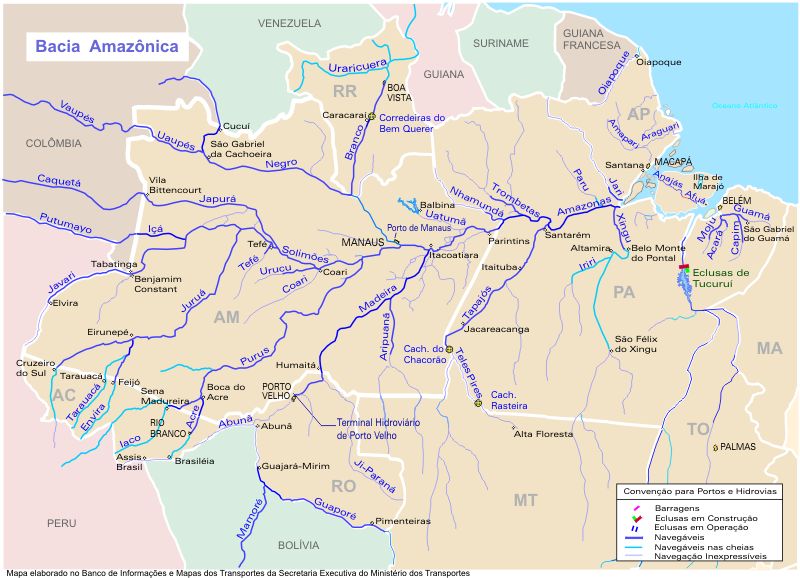 Bacia Amazônica
VENEZUELA
SURINAME
GUIANA
FRANCESA
GUIANA
COLÔMBIA
PERU
BOLÍVIA
Oceano Atlântico
RR
AP
AM
PA
AC
RO
MT
TO
MA
Uraricuera
BOA
VISTA
Caracaraí
Correderias do
Bem Querer
Branco
Oiapoque
Oiapoque
Amapari
Araguari
Santana
MACAPÁ
Ilha de
Marajó
Anajás
Afuá
BELÉM
Guamá
São Gabriel
do Guamá
Moju
Acará
Capim
Vaupés
Uaupés
Cucuí
São Gabriel
da Cachoeira
Negro
Caquetá
Vila
Bittencourt
Japurá
Putumayo
Içá
Balbina
Uatumã
Nhamundá
Trombetas
Paru
Jari
Amazonas
Xingu
Porto de Manaus
MANAUS
Itacoatiara
Parintins
Santarém
Altamira
Belo Monte
do Pontal
Iriri
Eclusas de
Tucuruí
Tabatinga
Benjamim
Constant
Javari
Elvira
Tefé
Solimões
Tefé
Urucu
Coari
Coari
Juruá
Madeira
Aripuanã
Itaituba
Tapajós
Jacareacanga
São Félix
do Xingu
Eirunepé
Cruzeiro
do Sul
Tarauacá
Feijó
Tarauacá
Envira
Sena
Madureira
Boca do
Acre
Purus
Humaitá
Cach. do
Chacorão
Teles Pires
Cach.
Rasteira
PORTO
VELHO
Terminal Hidroviário
de Porto Velho
RIO
BRANCO
Acre
Iaco
Assis
Brasil
Brasiléia
Abunã
Abunã
Guajará-Mirim
Ji-Paraná
Mamoré
Guaporé
Pimenteiras
Alta Floresta
PALMAS
Convenção para Portos e Hidrovias
Barragens
Eclusas em Construção
Eclusas em Operação
Navegáveis
Navegáveis nas cheias
Navegação Inexpressíveis
Mapa elaborado no Banco de Informações e Mapas dos Transportes da Secretaria Executiva do Ministério dos Transportes